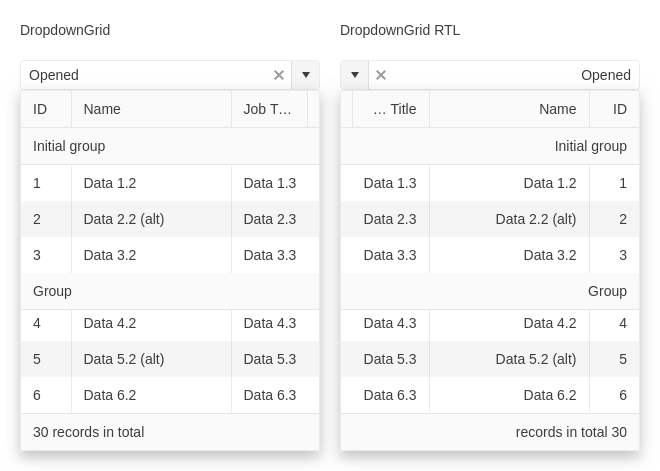 DropdownGrid
Opened
ID Name Job T…
Initial group
1 Data 1.2 Data 1.3
2 Data 2.2 (alt) Data 2.3
3 Data 3.2 Data 3.3
Group
4 Data 4.2 Data 4.3
5 Data 5.2 (alt) Data 5.3
6 Data 6.2 Data 6.3
30 records in total
DropdownGrid RTL
Opened
… Title Name ID
Initial group
Data 1.3 Data 1.2 1
Data 2.3 Data 2.2 (alt) 2
Data 3.3 Data 3.2 3
Group
Data 4.3 Data 4.2 4
Data 5.3 Data 5.2 (alt) 5
Data 6.3 Data 6.2 6
records in total 30